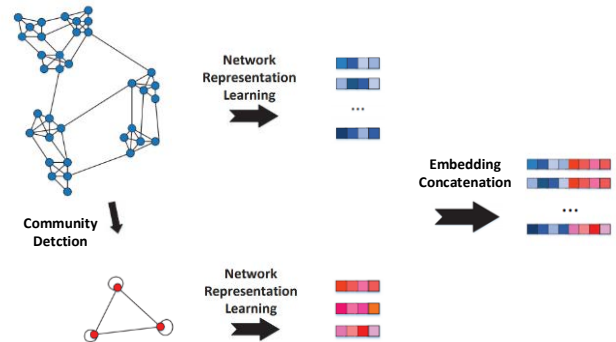 Network
Representation
Learning
...
Embedding
Concatenation
...
Community
Detction
Network
Representation
Learning